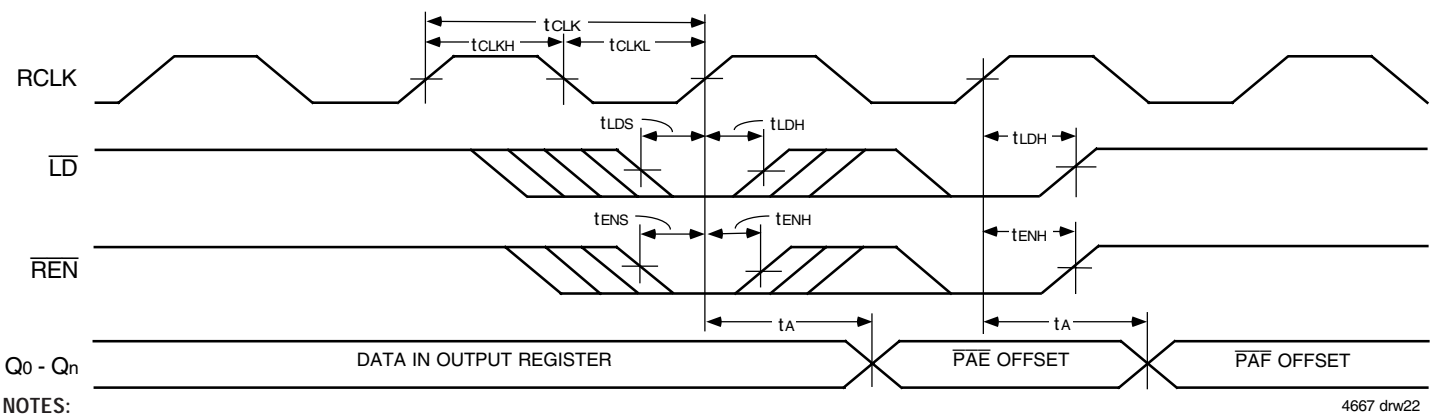 tCLK
tCLKH
tCLKL
RCLK
tLDS
tLDH
tLDH
LD
tENS
tENH
tENH
REN
tA
tA
Q0 - Qn
DATA IN OUTPUT REGISTER
PAE OFFSET
PAF OFFSET
NOTES:
4667 drw22